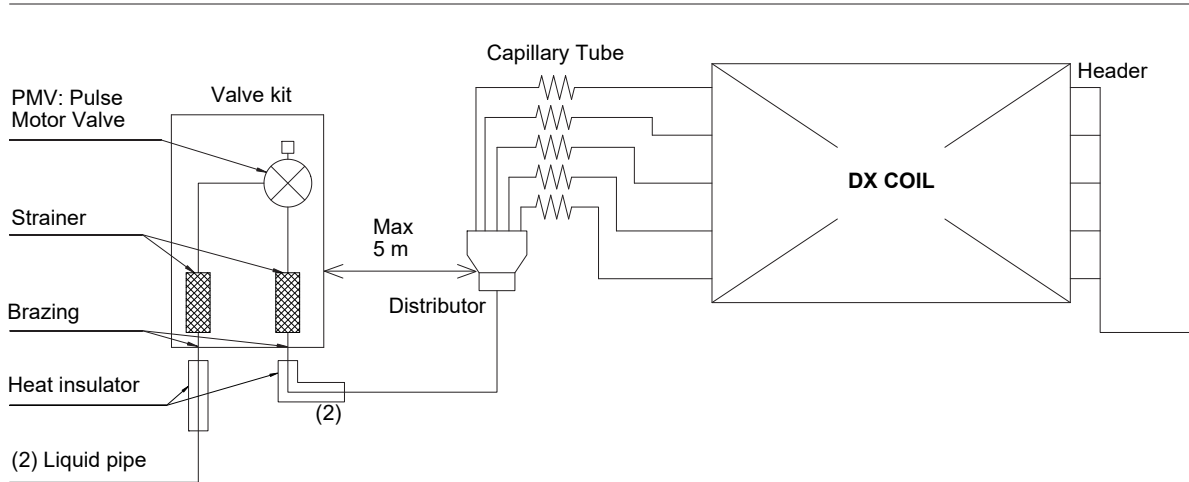 Capillary Tube
Header
PMV: Pulse
Motor Valve
Valve kit
DX COIL
Strainer
Max
5 m
Distributor
Brazing
Heat insulator
(2)
(2) Liquid pipe